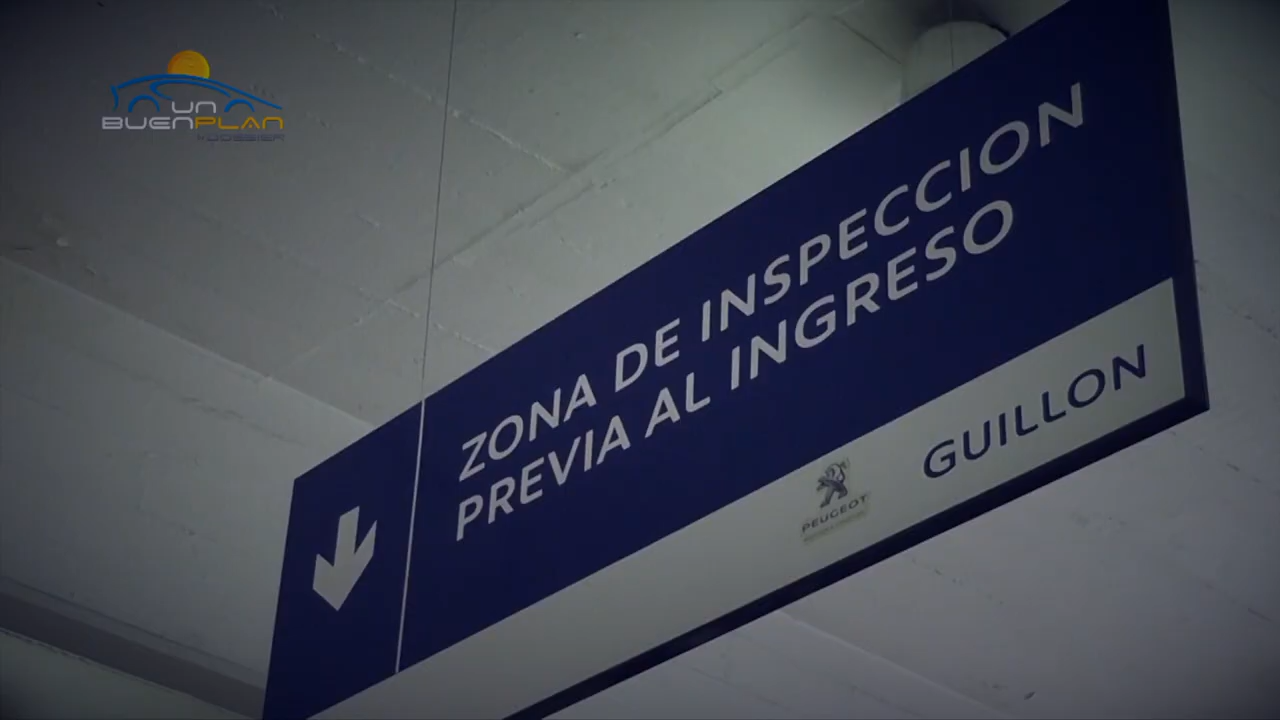 UN
BUENPLAN
ZONA DE INSPECCION
PREVIA AL INGRESO
PEUGEOT
GUILLON